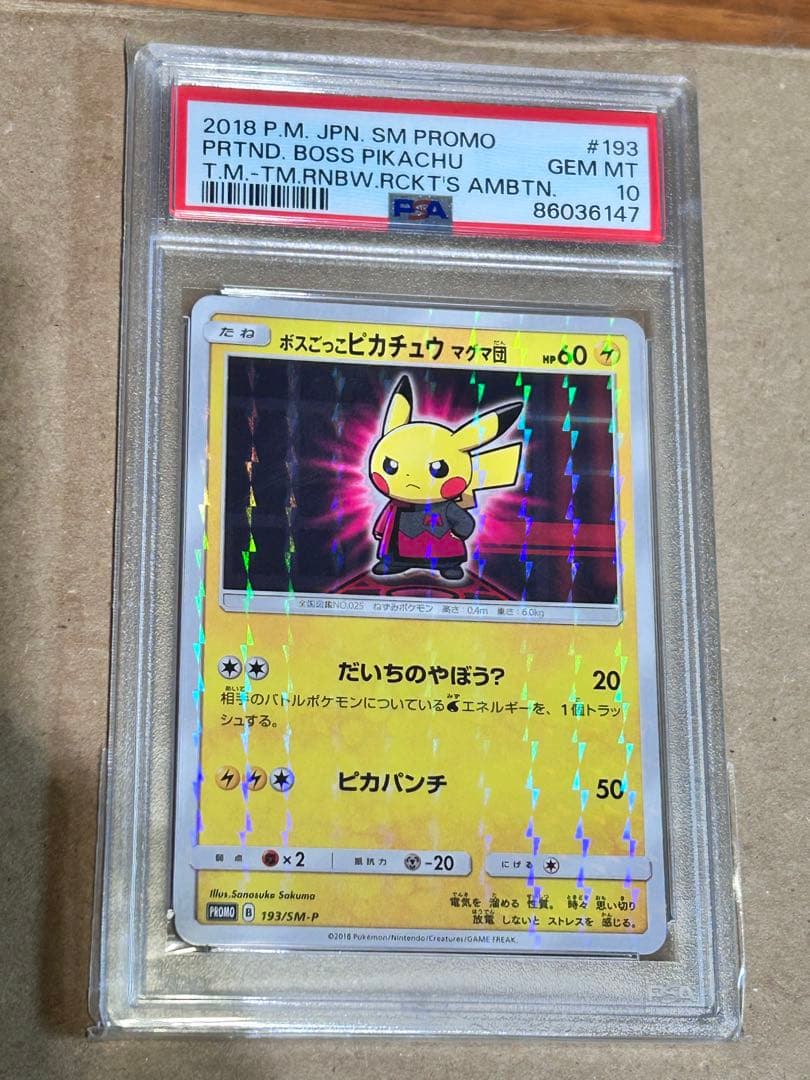 2018 P.M. JPN. SM PROMO #193
PRTND. BOSS PIKACHU GEM MT
T.M.-TM.RNBW.RCKT'S AMBTN. 10
PSA 86036147
たね ボスごっこピカチュウ マグマ団 HP60
全国図鑑NO.025 ねずみポケモン 高さ:0.4m 重さ:6.0kg
だいちのやぼう? 20
相手のバトルポケモンについているエネルギーを、1個トラッ
シュする。
ピカパンチ 50
弱点 ×2 抵抗力 -20 にげる
Illus.Sanosuke Sakuma
電気を 溜める 性質。 時々 思い切り
放電 しないと ストレスを 感じる。
PROMO B 193/SM-P
©2018 Pokémon/Nintendo/Creatures/GAME FREAK.
PSA